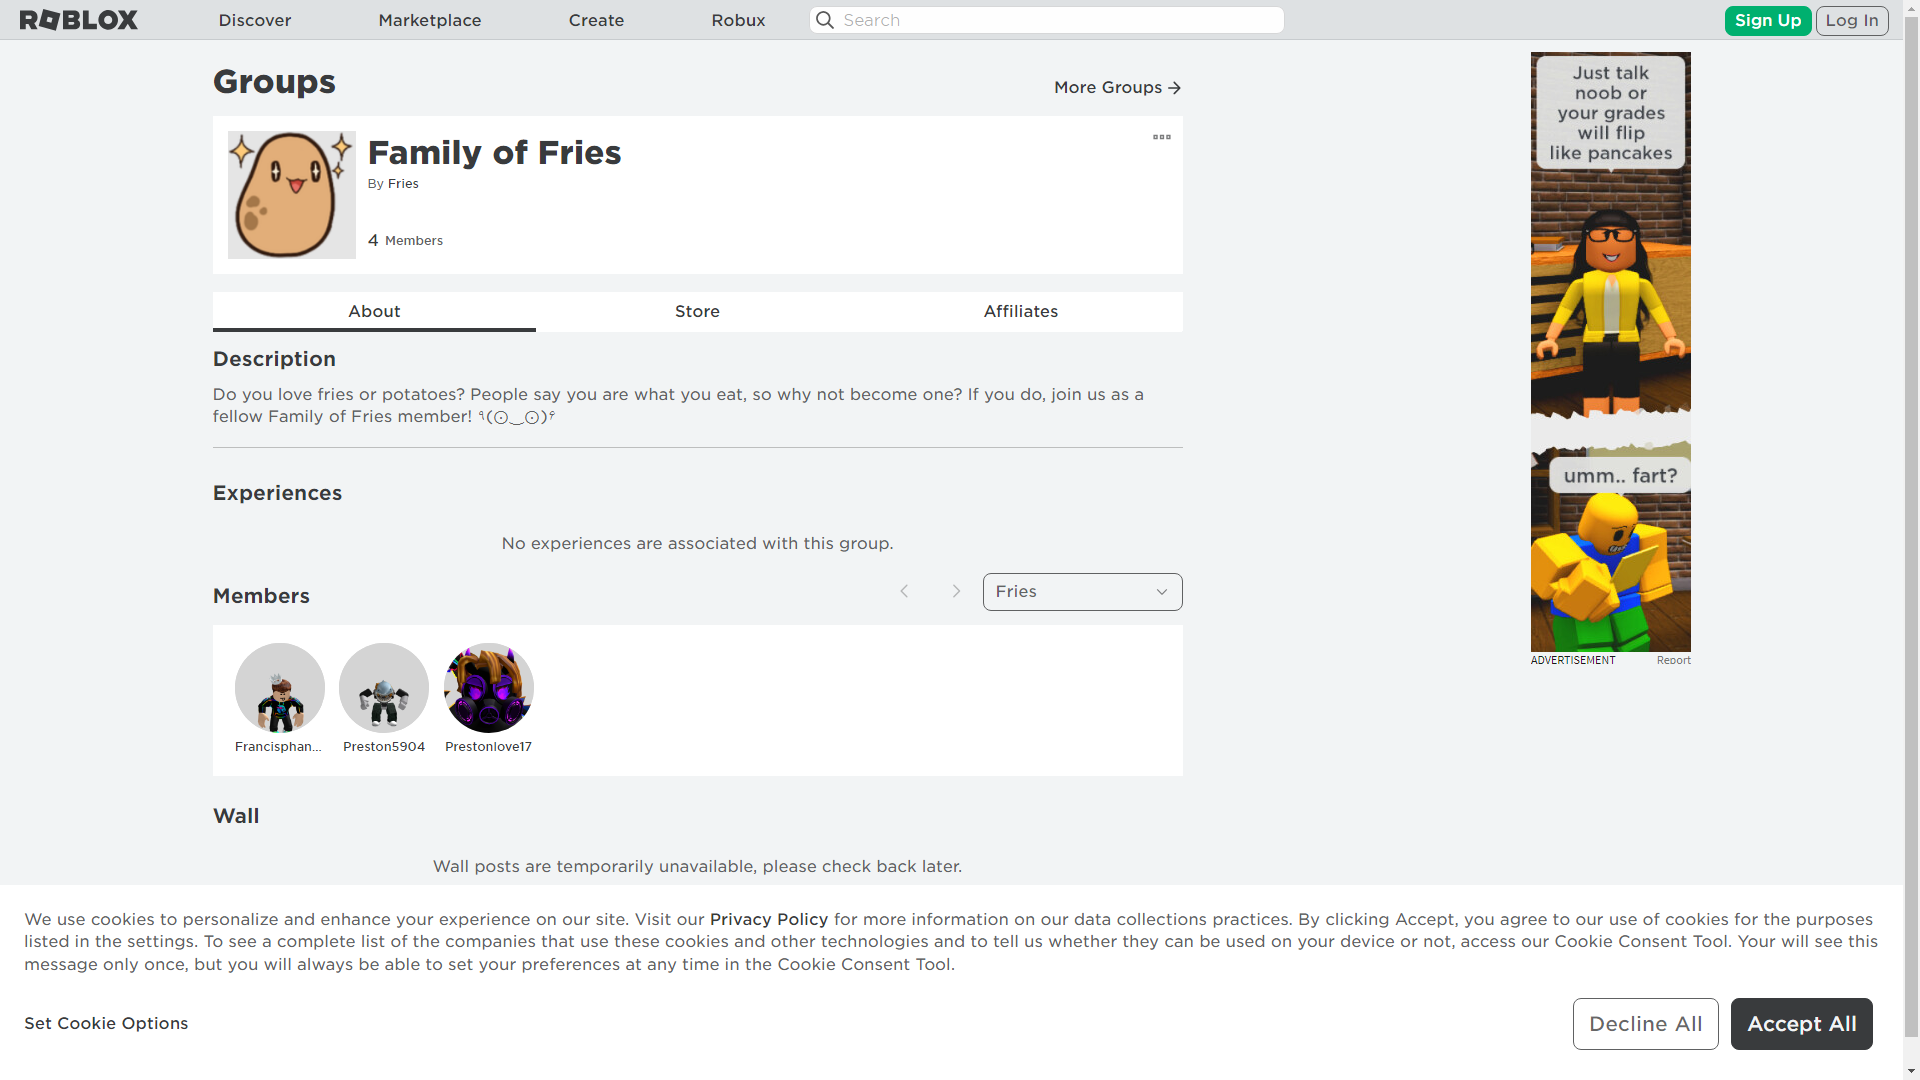 ROBLOX
Discover
Marketplace
Create
Robux
Search
Sign Up
Log In
Groups
More Groups
Family of Fries
By Fries
4 Members
About
Store
Affiliates
Description
Do you love fries or potatoes? People say you are what you eat, so why not become one? If you do, join us as a
fellow Family of Fries member! ੧(⊙‿⊙)੭
Experiences
No experiences are associated with this group.
Members
Fries
Francisphan...
Preston5904
Prestonlove17
Wall
Wall posts are temporarily unavailable, please check back later.
Just talk
noob or
your grades
will flip
like pancakes
umm.. fart?
ADVERTISEMENT
Report
We use cookies to personalize and enhance your experience on our site. Visit our Privacy Policy for more information on our data collections practices. By clicking Accept, you agree to our use of cookies for the purposes
listed in the settings. To see a complete list of the companies that use these cookies and other technologies and to tell us whether they can be used on your device or not, access our Cookie Consent Tool. Your will see this
message only once, but you will always be able to set your preferences at any time in the Cookie Consent Tool.
Set Cookie Options
Decline All
Accept All